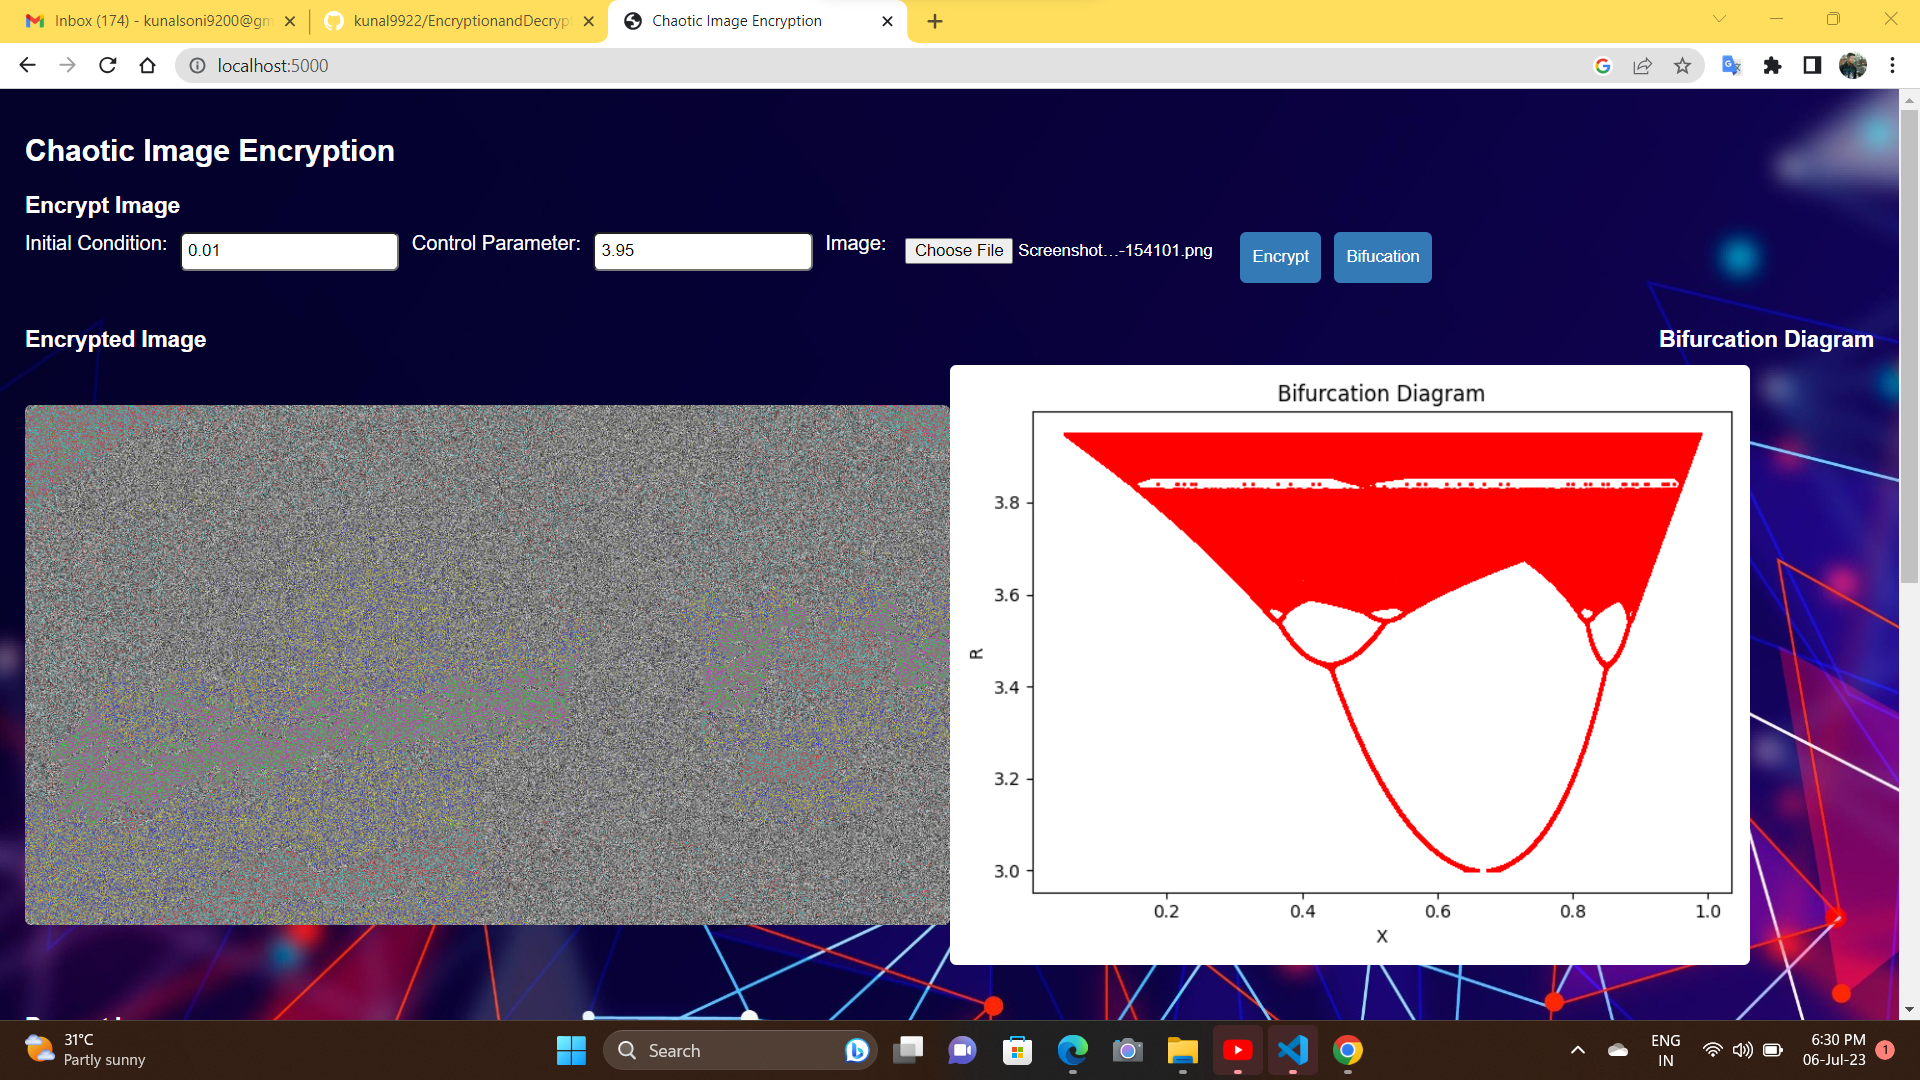 Inbox (174) - kunalsoni9200@gm
kunal9922/EncryptionandDecrypt
Chaotic Image Encryption
localhost:5000
Chaotic Image Encryption
Encrypt Image
Initial Condition: 0.01 Control Parameter: 3.95 Image: Choose File Screenshot...-154101.png Encrypt Bifucation
Encrypted Image
Bifurcation Diagram
Bifurcation Diagram
3.8
3.6
R
3.4
3.2
3.0
0.2 0.4 0.6 0.8 1.0
X
31°C
Partly sunny
Search
ENG
IN
6:30 PM
06-Jul-23
1